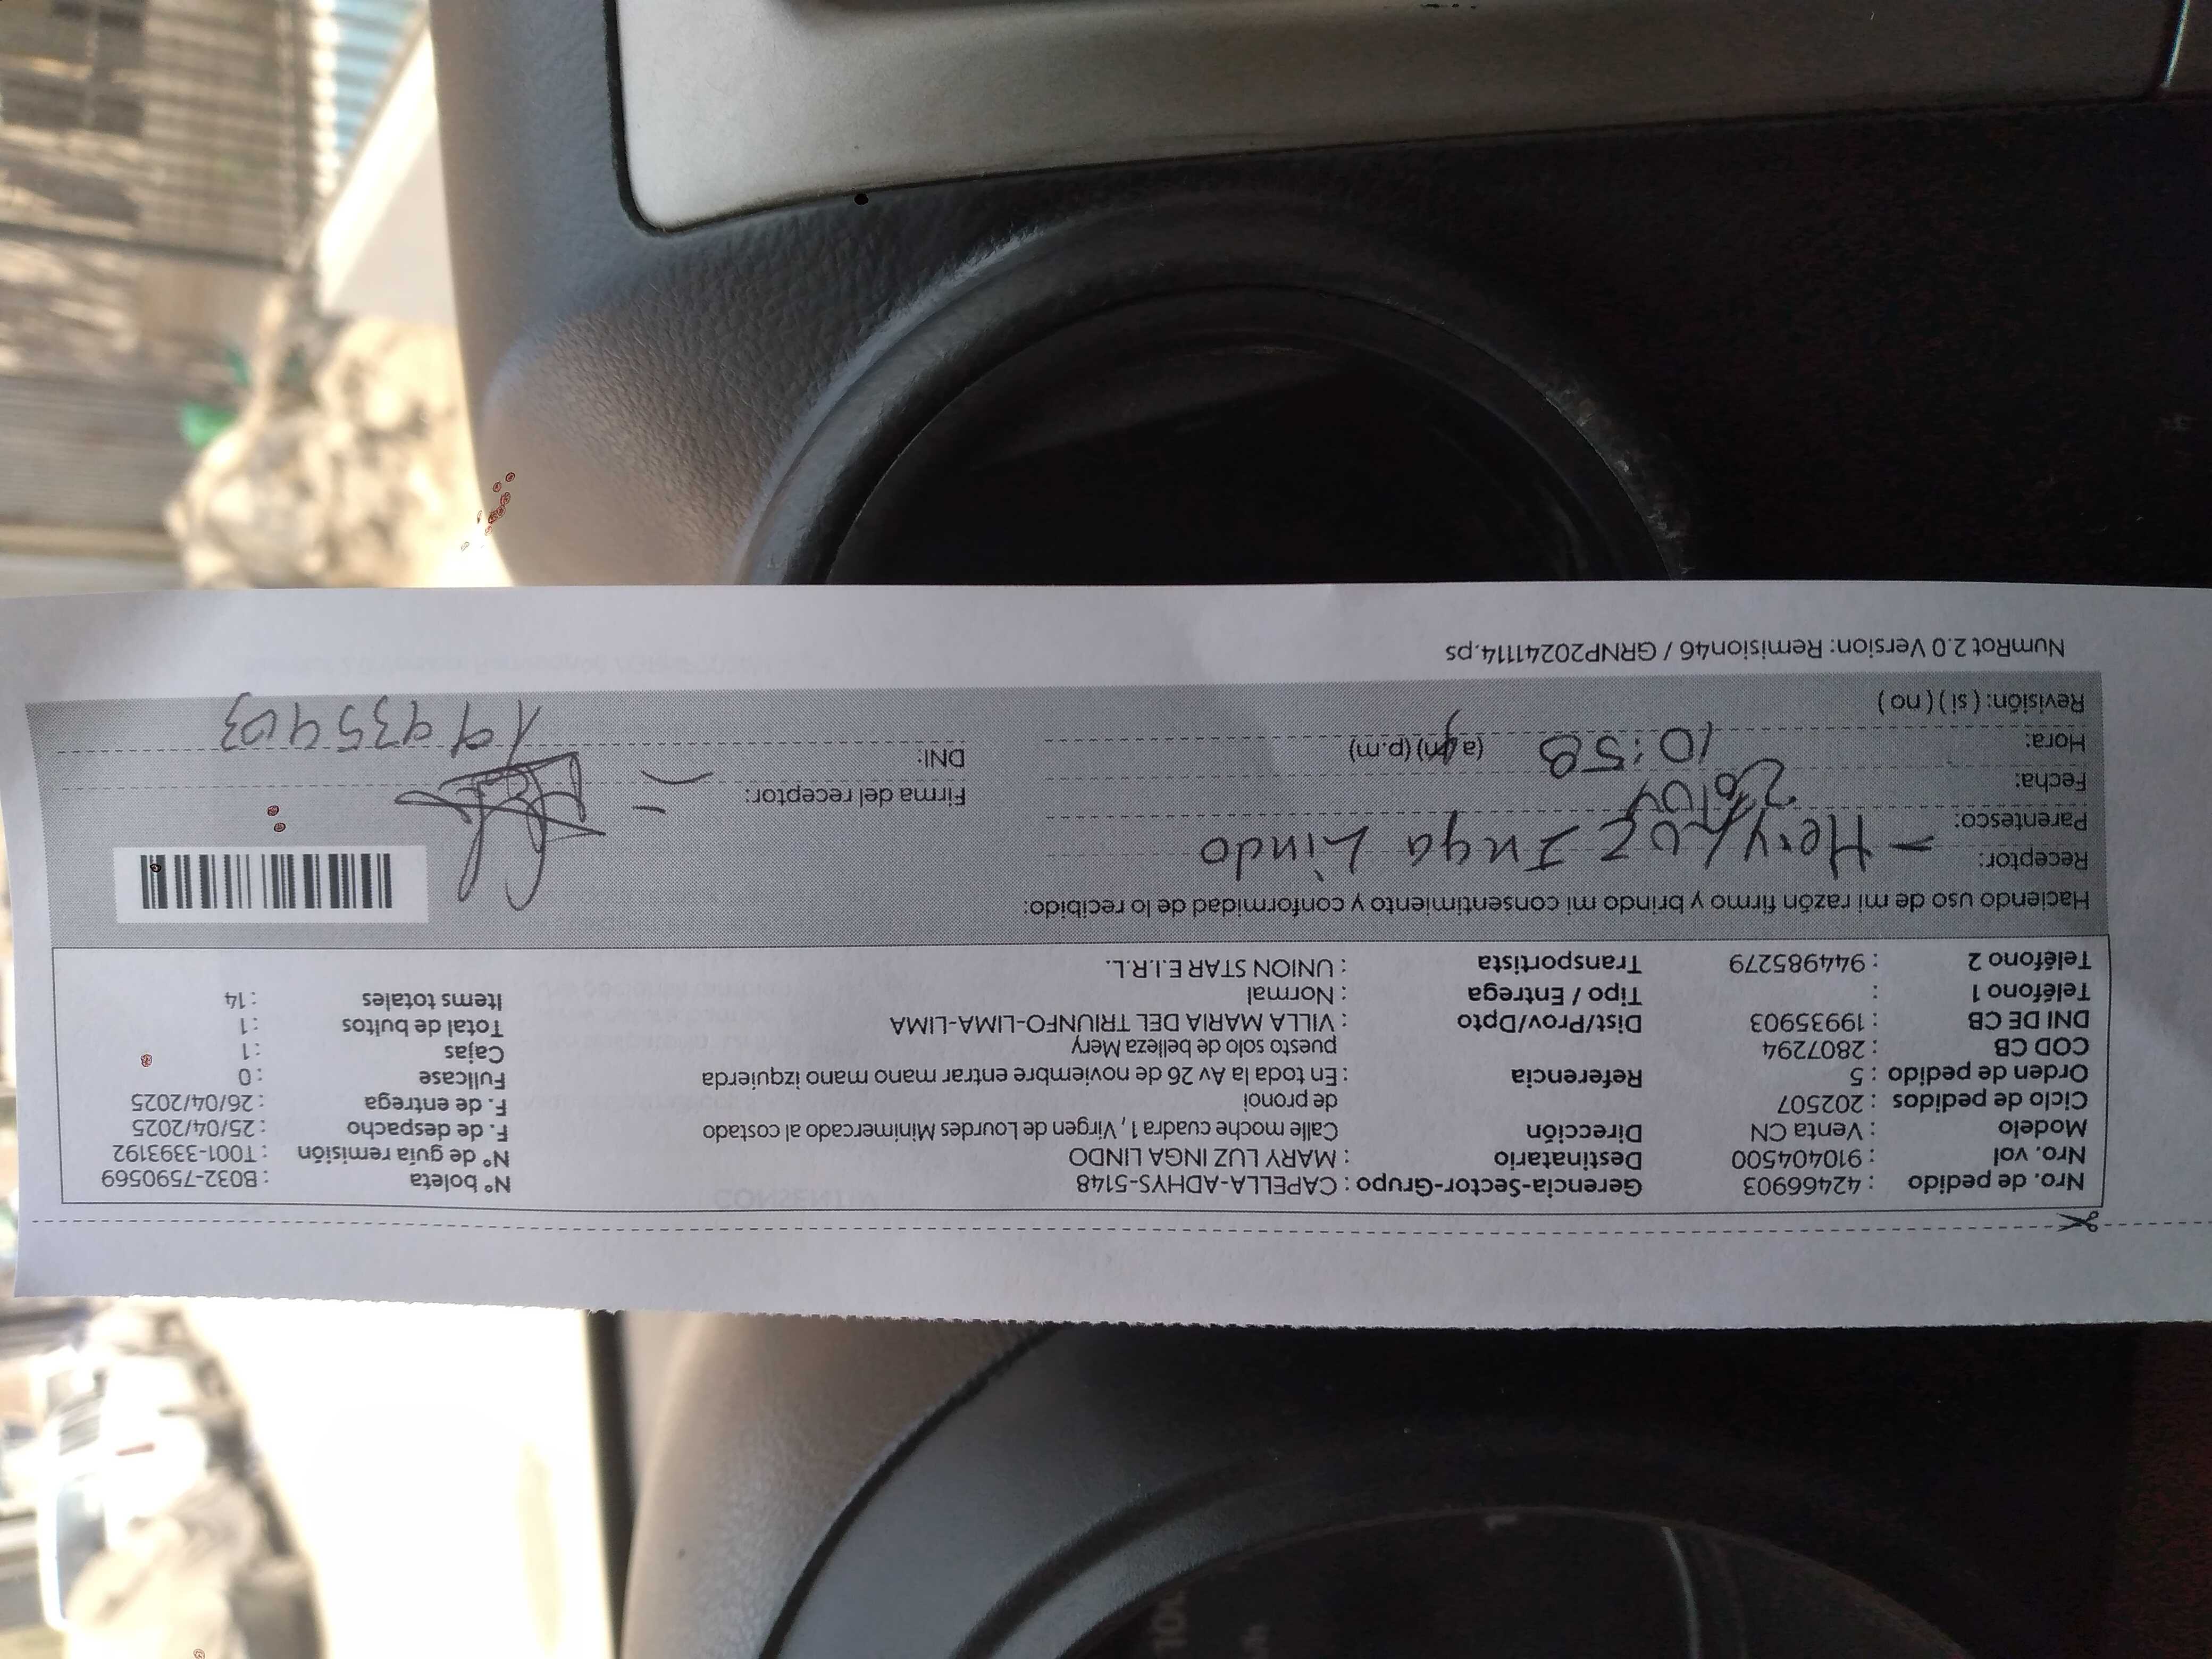 Nro. de pedido : 42466903 Gerencia-Sector-Grupo : CAPELLA-ADHYS-5148 N° boleta : B032-7590569
Nro. vol : 910404500 Destinatario : MARY LUZ INGA LINDO N° de guía remisión : T001-3393192
Modelo : Venta CN Dirección Calle moche cuadra 1 , Virgen de Lourdes Minimercado al costado F. de despacho : 25/04/2025
Ciclo de pedidos : 202507 de pronoi F. de entrega : 26/04/2025
Orden de pedido : 5 Referencia : En toda la Av 26 de noviembre entrar mano mano izquierda Fullcase : 0
COD CB : 2807294 puesto solo de belleza Mery Cajas : 1
DNI DE CB : 19935903 Dist/Prov/Dpto : VILLA MARIA DEL TRIUNFO-LIMA-LIMA Total de bultos : 1
Teléfono 1 : Tipo / Entrega : Normal Items totales : 14
Teléfono 2 : 944985279 Transportista : UNION STAR E.I.R.L.
Haciendo uso de mi razón firmo y brindo mi consentimiento y conformidad de lo recibido:
Receptor: Luz Inga Lindo
Parentesco:
Fecha: 26/04 Firma del receptor:
Hora: 10:58 (a.m) (p.m) DNI:
Revisión: ( si ) ( no )
NumRot 2.0 Version: Remision46 / GRNP20241114.ps